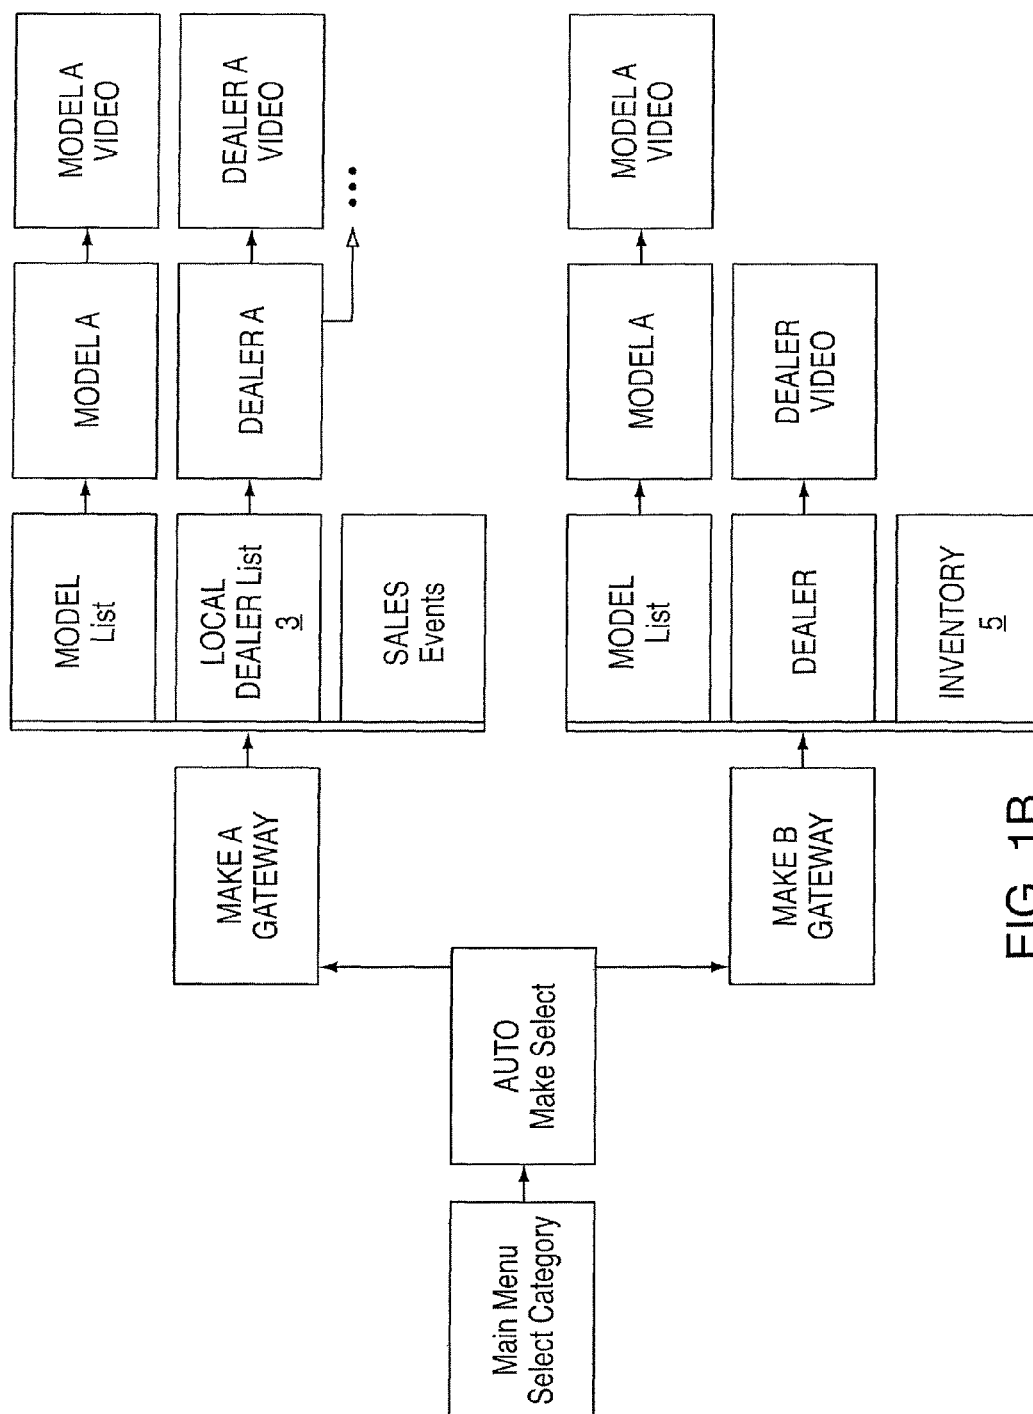 Main Menu
Select Category
AUTO
Make Select
MAKE A
GATEWAY
MODEL
List
MODEL A
MODEL A
VIDEO
LOCAL
DEALER List
3
DEALER A
DEALER A
VIDEO
...
SALES
Events
MAKE B
GATEWAY
MODEL
List
MODEL A
MODEL A
VIDEO
DEALER
DEALER
VIDEO
INVENTORY
5
FIG. 1B